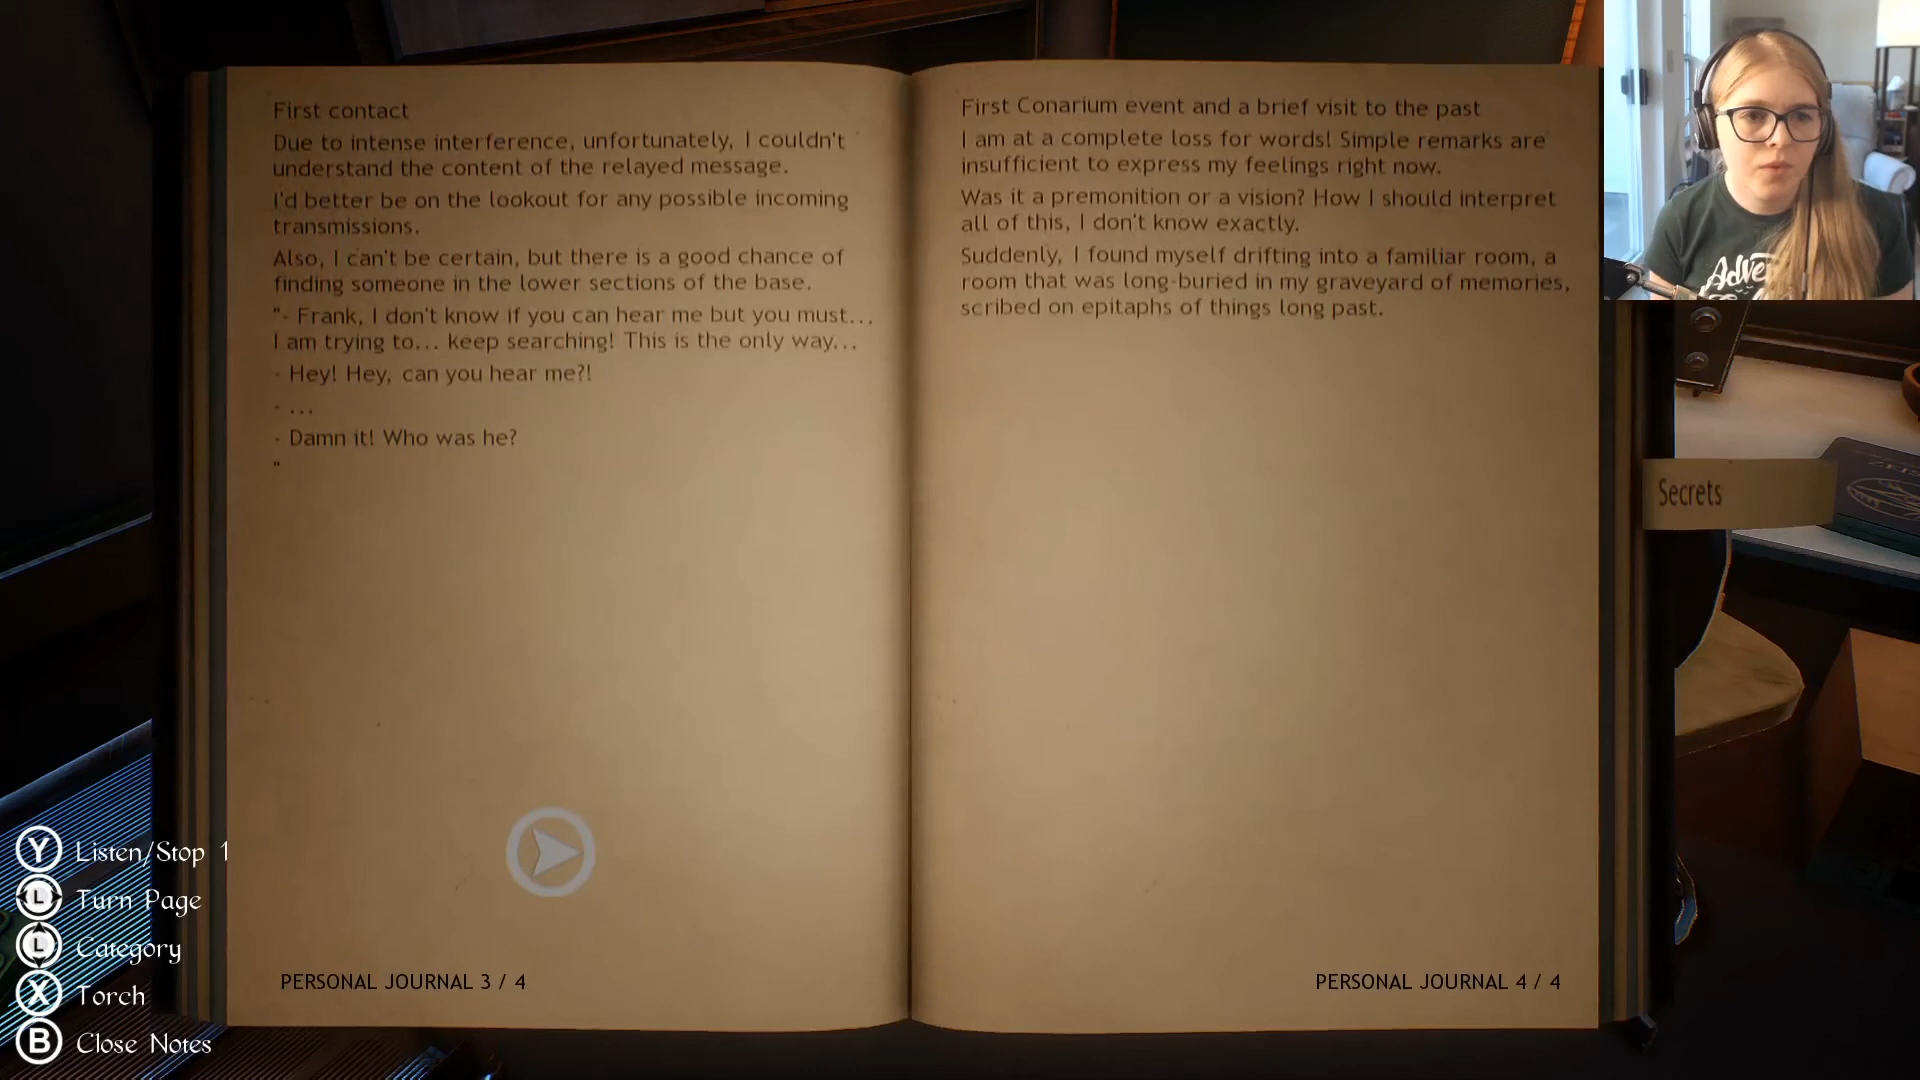 First contact
Due to intense interference, unfortunately, I couldn't
understand the content of the relayed message.
I'd better be on the lookout for any possible incoming
transmissions.
Also, I can't be certain, but there is a good chance of
finding someone in the lower sections of the base.
"- Frank, I don't know if you can hear me but you must...
I am trying to... keep searching! This is the only way...
- Hey! Hey, can you hear me?!
- ...
- Damn it! Who was he?
"
PERSONAL JOURNAL 3 / 4
First Conarium event and a brief visit to the past
I am at a complete loss for words! Simple remarks are
insufficient to express my feelings right now.
Was it a premonition or a vision? How I should interpret
all of this, I don't know exactly.
Suddenly, I found myself drifting into a familiar room, a
room that was long-buried in my graveyard of memories,
scribed on epitaphs of things long past.
PERSONAL JOURNAL 4 / 4
Secrets
Y Listen/Stop 1
L Turn Page
L Category
X Torch
B Close Notes